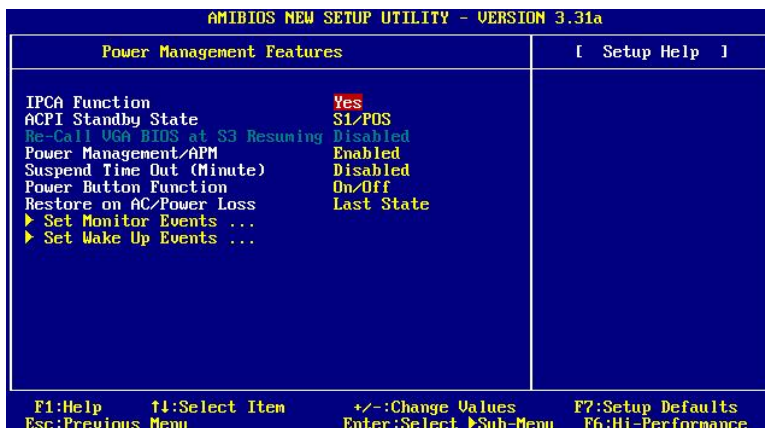 AMIBIOS NEW SETUP UTILITY - VERSION 3.31a
Power Management Features
[ Setup Help ]
IPCA Function Yes
ACPI Standby State S1/POS
Re-Call VGA BIOS at S3 Resuming Disabled
Power Management/APM Enabled
Suspend Time Out (Minute) Disabled
Power Button Function On/Off
Restore on AC/Power Loss Last State
▶ Set Monitor Events ...
▶ Set Wake Up Events ...
F1:Help ↑↓:Select Item +/-:Change Values F7:Setup Defaults
Esc:Previous Menu Enter:Select ▶Sub-Menu F6:Hi-Performance